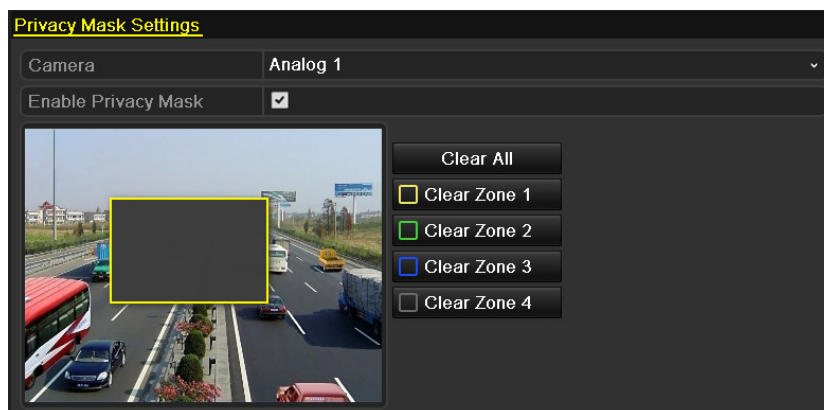 Privacy Mask Settings
Camera Analog 1
Enable Privacy Mask
Clear All
Clear Zone 1
Clear Zone 2
Clear Zone 3
Clear Zone 4